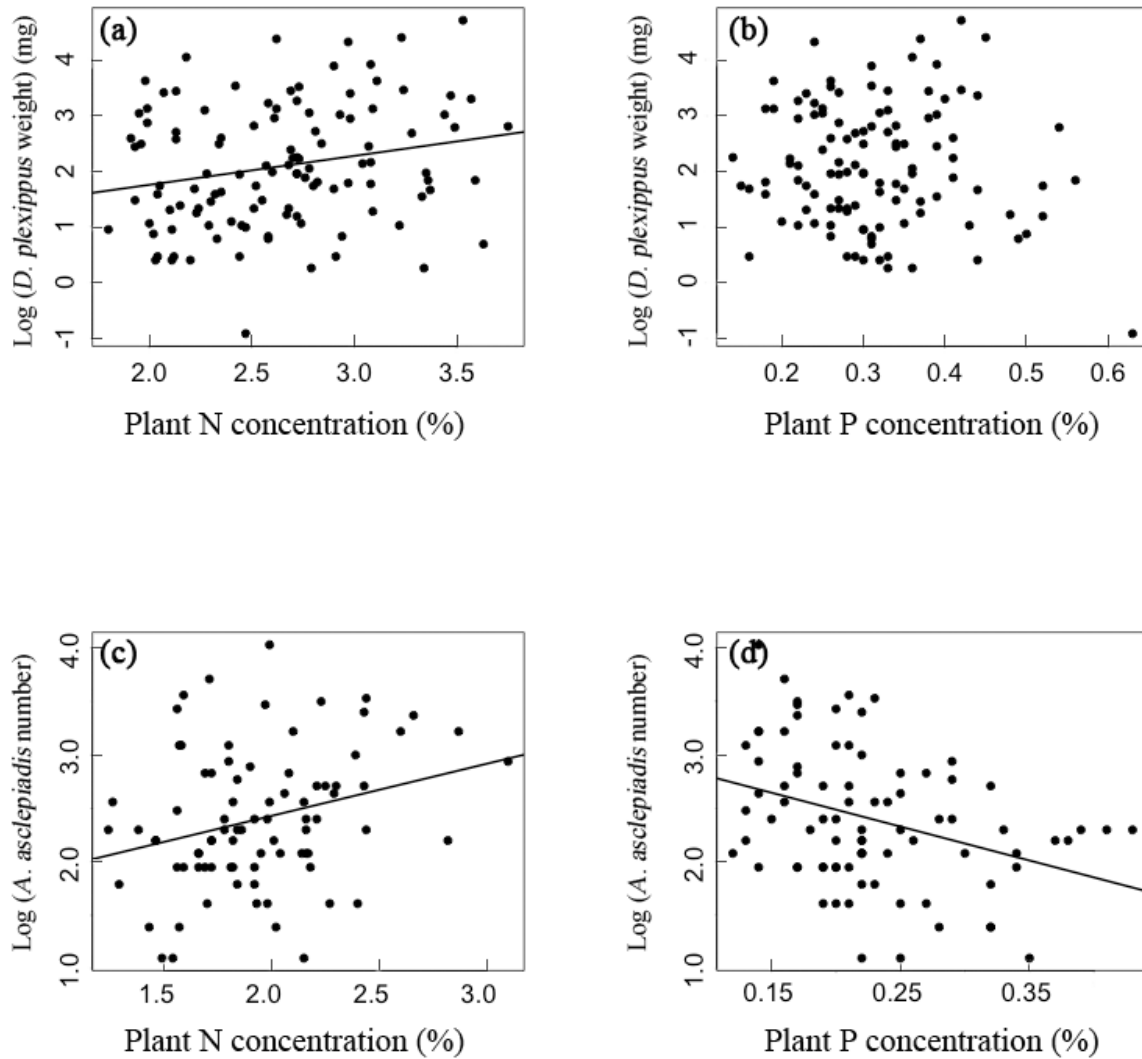 (a)
Log (D. plexippus weight) (mg)
4
3
2
1
0
-1
2.0 2.5 3.0 3.5
Plant N concentration (%)
(b)
Log (D. plexippus weight) (mg)
4
3
2
1
0
-1
0.2 0.3 0.4 0.5 0.6
Plant P concentration (%)
(c)
Log (A. asclepiadis number)
4.0
3.0
2.0
1.0
1.5 2.0 2.5 3.0
Plant N concentration (%)
(d)
Log (A. asclepiadis number)
4.0
3.0
2.0
1.0
0.15 0.25 0.35
Plant P concentration (%)